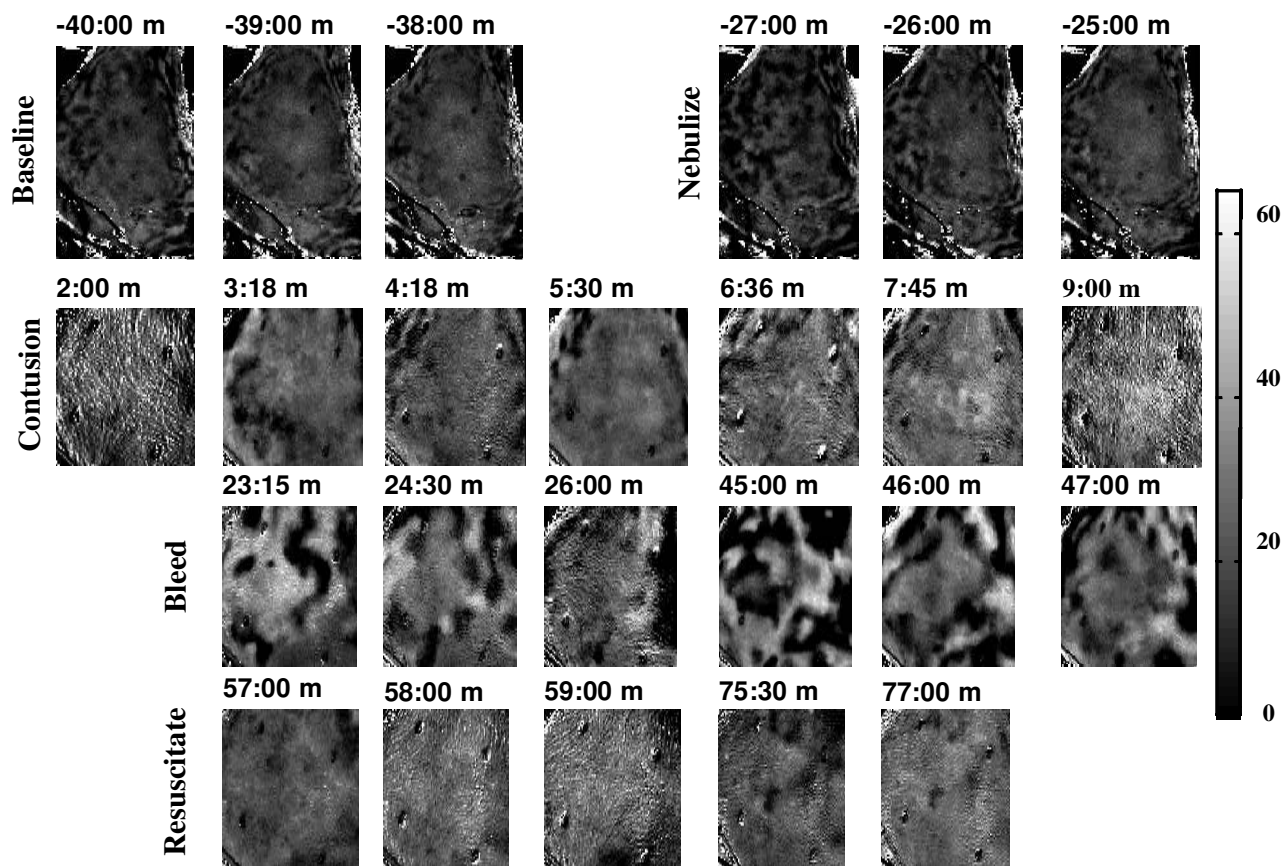 -40:00 m -39:00 m -38:00 m -27:00 m -26:00 m -25:00 m
Baseline
Nebulize
2:00 m 3:18 m 4:18 m 5:30 m 6:36 m 7:45 m 9:00 m
Contusion
23:15 m 24:30 m 26:00 m 45:00 m 46:00 m 47:00 m
Bleed
57:00 m 58:00 m 59:00 m 75:30 m 77:00 m
Resuscitate
60
40
20
0